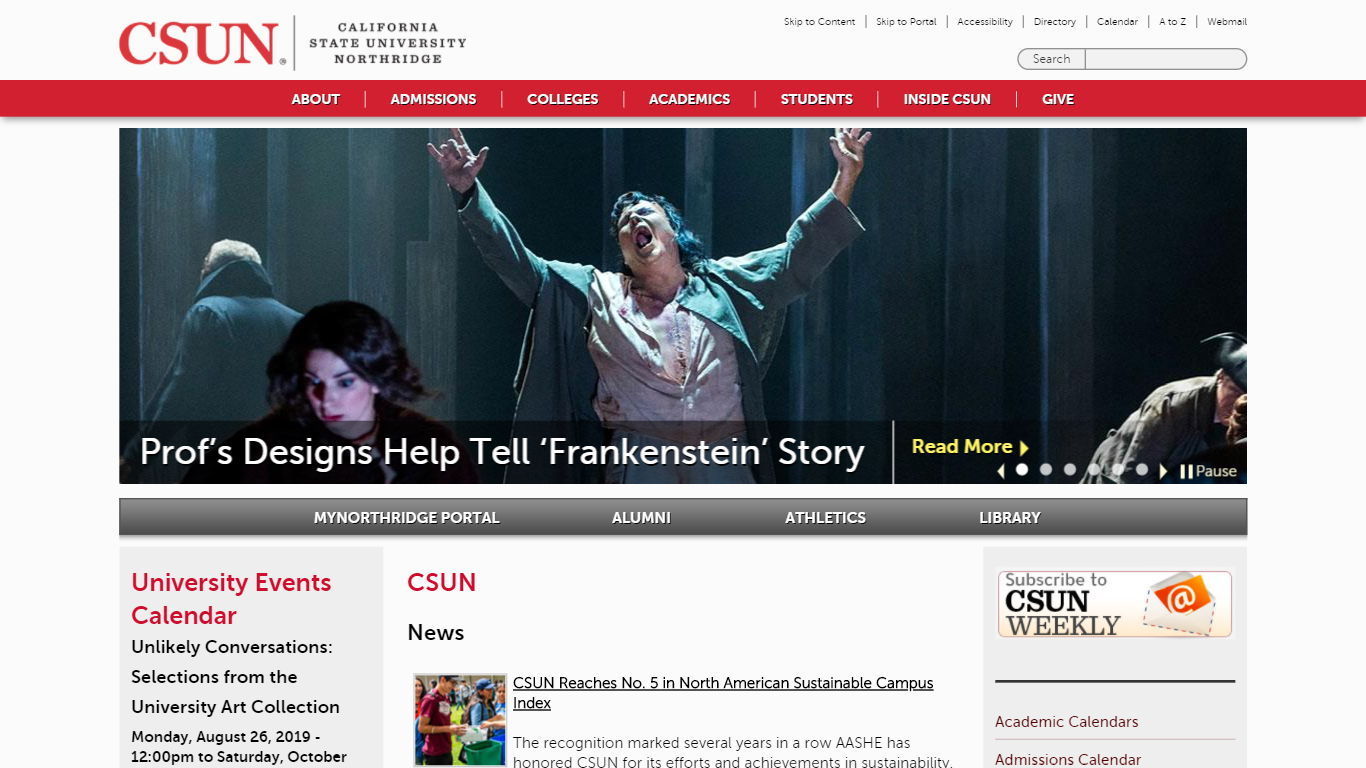 CSUN
CALIFORNIA
STATE UNIVERSITY
NORTHRIDGE
Skip to Content
Skip to Portal
Accessibility
Directory
Calendar
A to Z
Webmail
Search
ABOUT
ADMISSIONS
COLLEGES
ACADEMICS
STUDENTS
INSIDE CSUN
GIVE
Prof’s Designs Help Tell ‘Frankenstein’ Story
Read More
Pause
MYNORTHRIDGE PORTAL
ALUMNI
ATHLETICS
LIBRARY
University Events
Calendar
Unlikely Conversations:
Selections from the
University Art Collection
Monday, August 26, 2019 -
12:00pm to Saturday, October
CSUN
News
CSUN Reaches No. 5 in North American Sustainable Campus
Index
The recognition marked several years in a row AASHE has
honored CSUN for its efforts and achievements in sustainability.
Subscribe to
CSUN
WEEKLY
Academic Calendars
Admissions Calendar